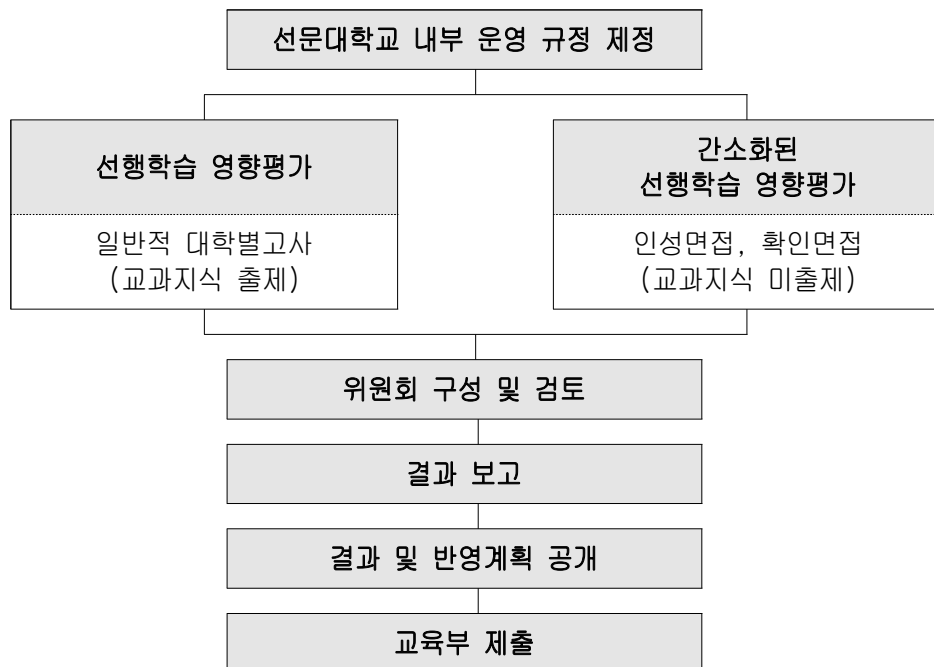 선문대학교 내부 운영 규정 제정
선행학습 영향평가
일반적 대학별고사
(교과지식 출제)
간소화된
선행학습 영향평가
인성면접, 확인면접
(교과지식 미출제)
위원회 구성 및 검토
결과 보고
결과 및 반영계획 공개
교육부 제출